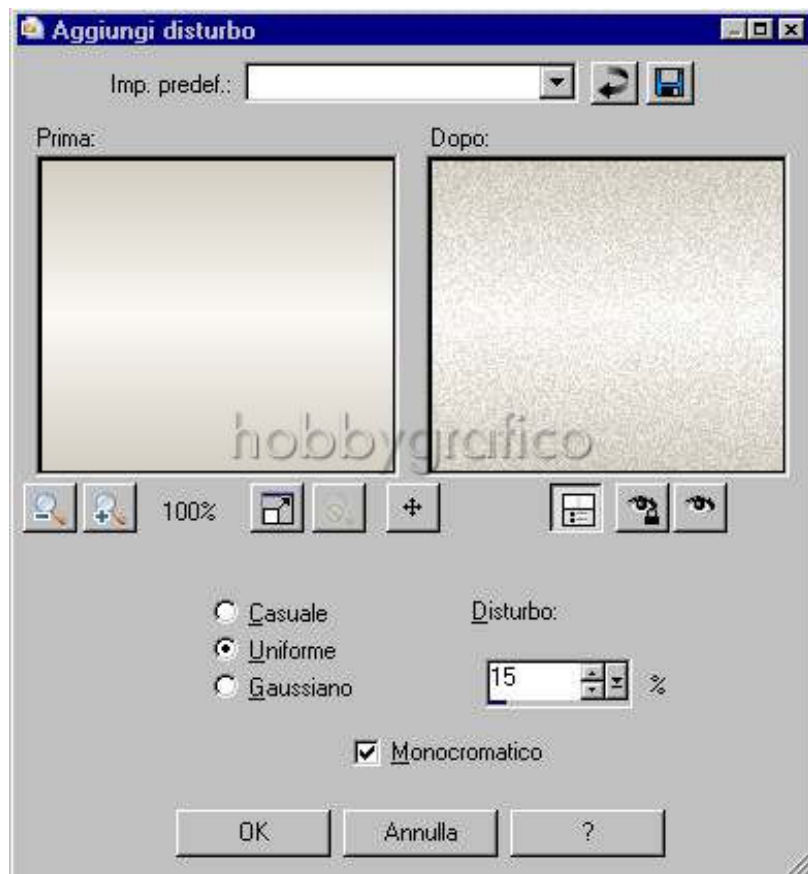 Aggiungi disturbo
Imp. predef.:
Prima:
Dopo:
hobbygrafico
100%
Casuale
Disturbo:
Uniforme
15 %
Gaussiano
Monocromatico
OK
Annulla
?